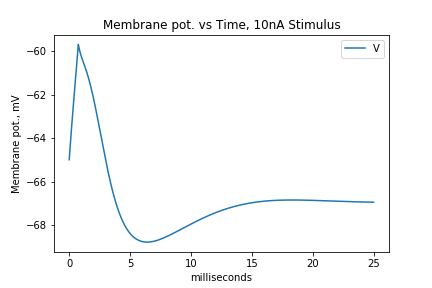 Membrane pot. vs Time, 10nA Stimulus
V
Membrane pot., mV
−60
−62
−64
−66
−68
0 5 10 15 20 25
milliseconds